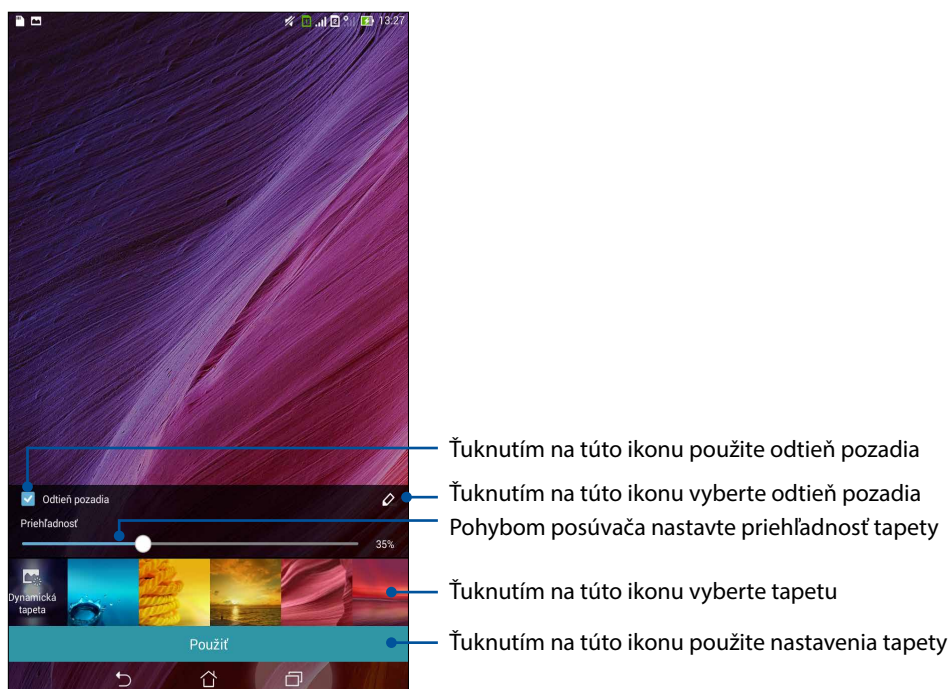 13:27
Ťuknutím na túto ikonu použite odtieň pozadia
Odtieň pozadia
Ťuknutím na túto ikonu vyberte odtieň pozadia
Priehľadnosť
Pohybom posúvača nastavte priehľadnosť tapety
35%
Dynamická
tapeta
Ťuknutím na túto ikonu vyberte tapetu
Použiť
Ťuknutím na túto ikonu použite nastavenia tapety